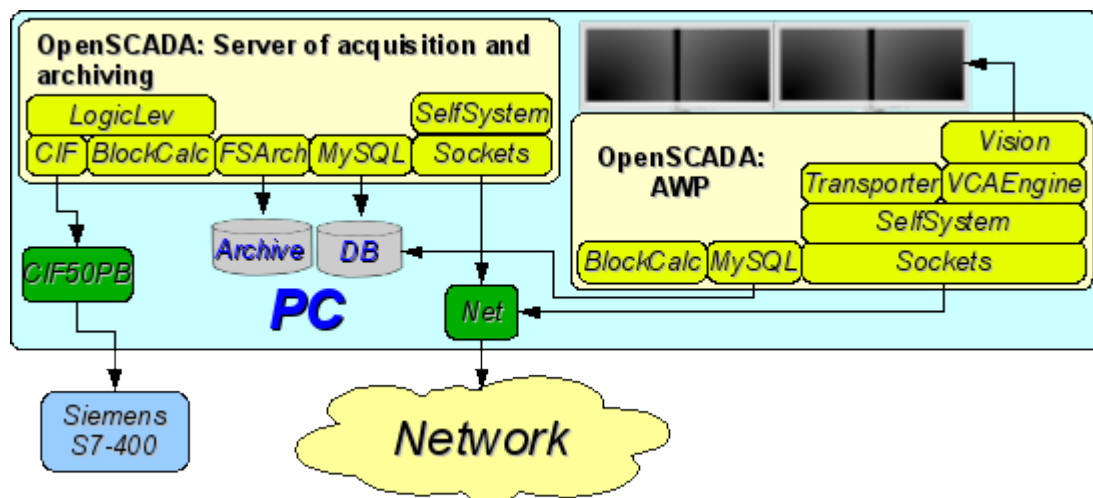 OpenSCADA: Server of acquisition and
archiving
LogicLev
SelfSystem
CIF BlockCalc FSArch MySQL Sockets
OpenSCADA:
AWP
Vision
Transporter VCAEngine
SelfSystem
BlockCalc MySQL Sockets
Archive DB
CIF50PB
PC
Net
Siemens
S7-400
Network